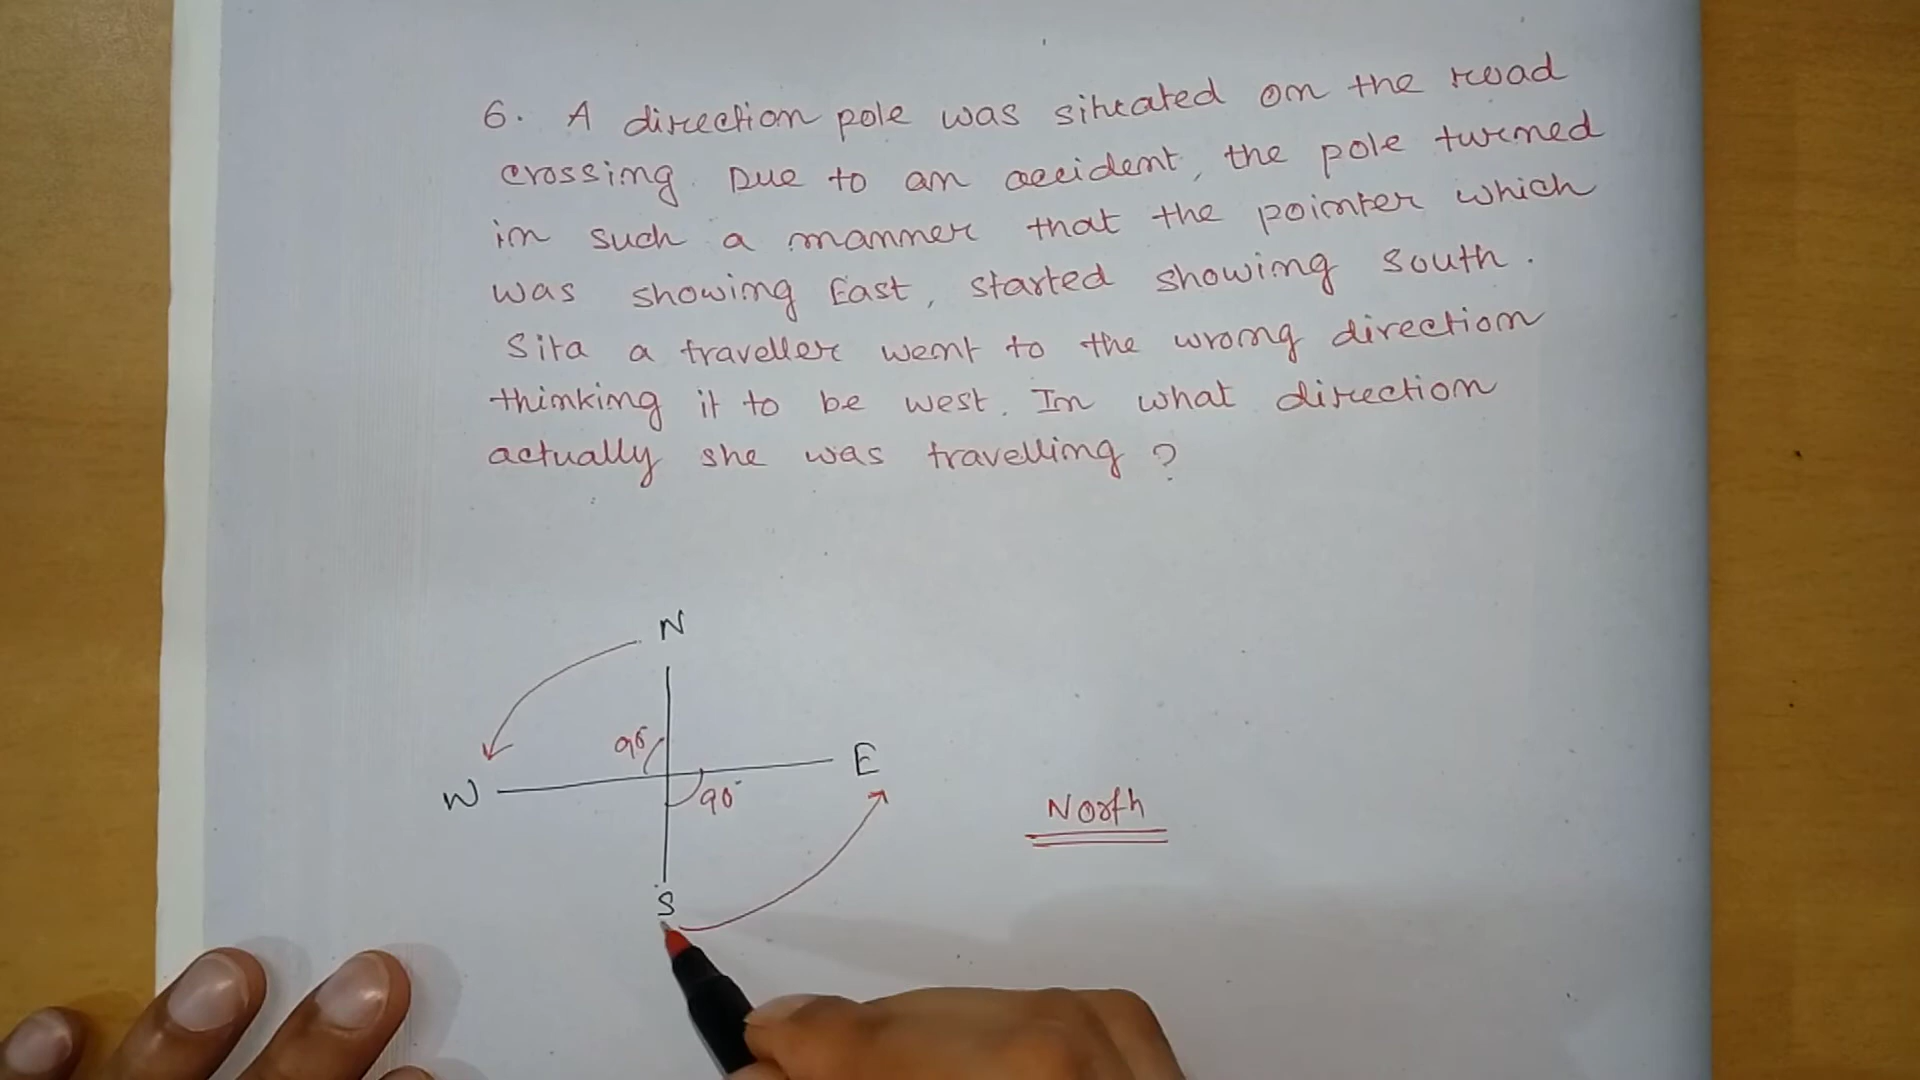 6. A direction pole was situated on the road
crossing. Due to an accident, the pole turned
in such a manner that the pointer which
was showing East, started showing south.
Sita a traveller went to the wrong direction
thinking it to be west. In what direction
actually she was travelling ?
N
90°
W
E
90°
North
S